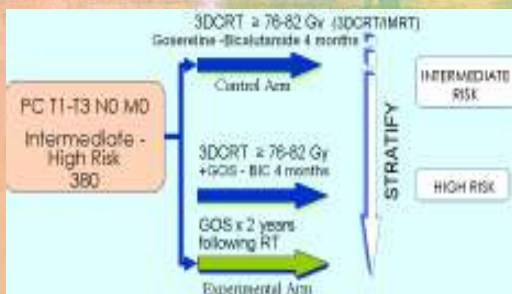 3DCRT ≥ 76-82 Gy (3DCRT/IMRT)
Gosereline -Bicalutamide 4 months
Control Arm
PC T1-T3 N0 M0
Intermediate -
High Risk
380
3DCRT ≥ 76-82 Gy
+GOS - BIC 4 months
GOS x 2 years
following RT
Experimental Arm
STRATIFY
INTERMEDIATE
RISK
HIGH RISK